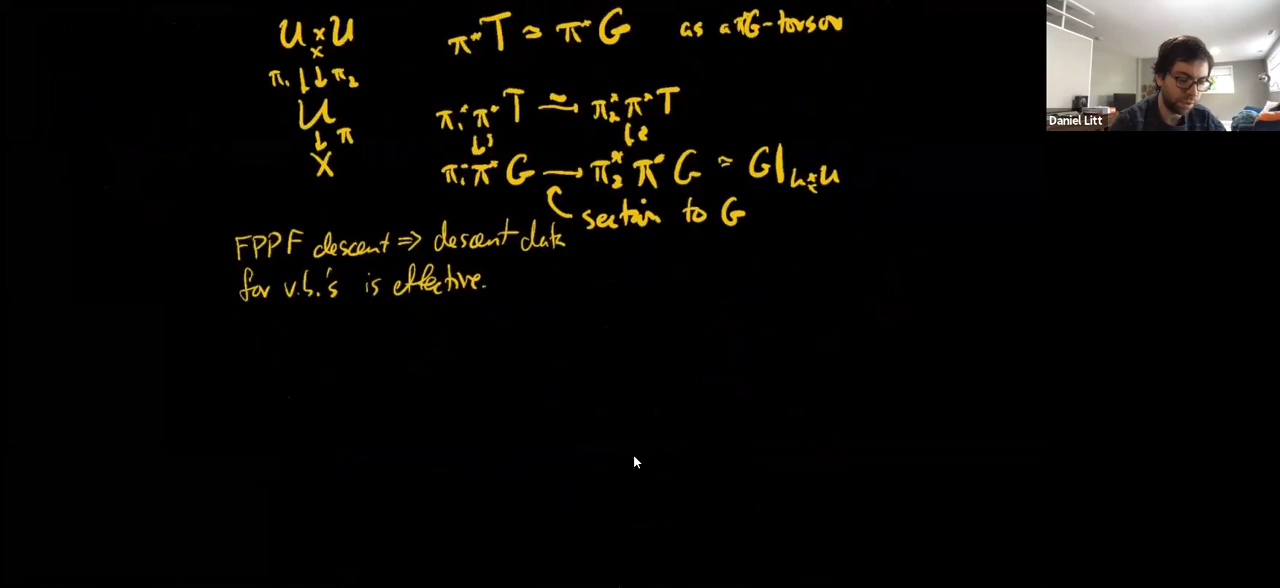 U ×_X U
π₁ ↓↓ π₂
U
↓ π
X
π*T ≃ π*G as a π*G-torsor
π₁*π*T ≃→ π₂*π*T
π₁*π*G → π₂*π*G ≃ G|_{U×U}
section to G
FPPF descent ⇒ descent data
for v.b.'s is effective.
Daniel Litt